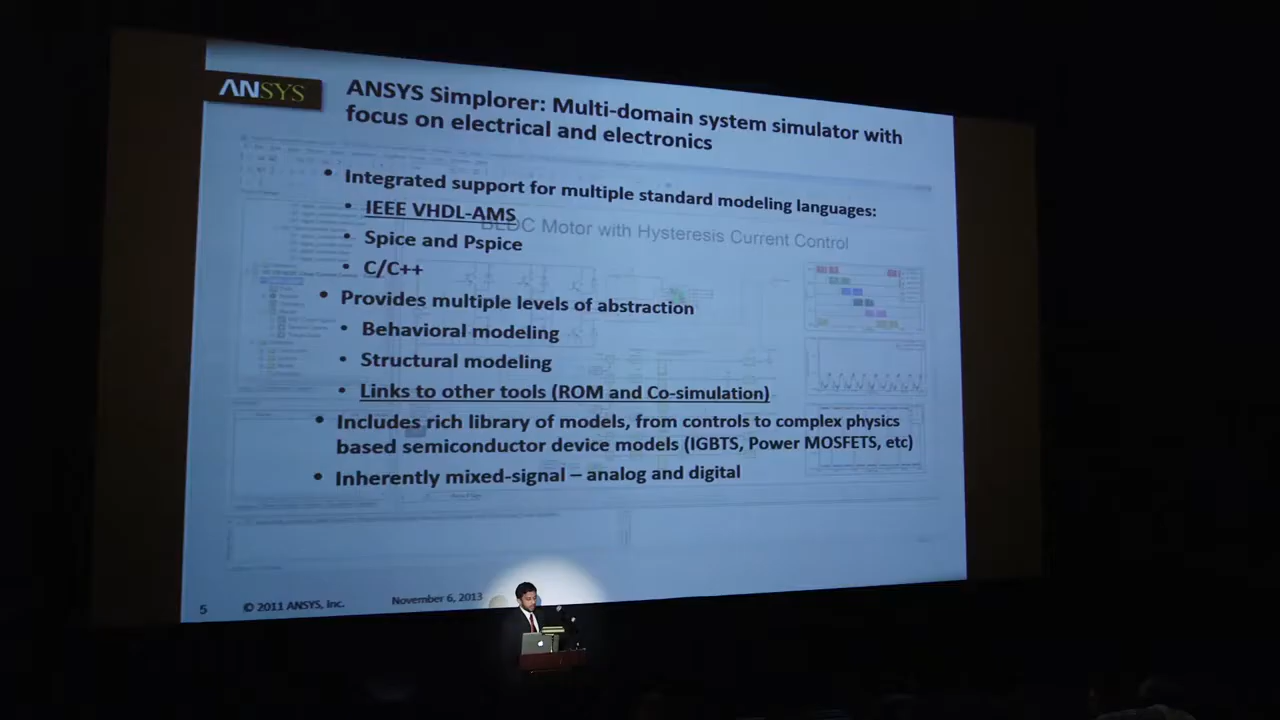 ANSYS
ANSYS Simplorer: Multi-domain system simulator with
focus on electrical and electronics
• Integrated support for multiple standard modeling languages:
• IEEE VHDL-AMS
BLDC Motor with Hysteresis Current Control
• Spice and Pspice
• C/C++
• Provides multiple levels of abstraction
• Behavioral modeling
• Structural modeling
• Links to other tools (ROM and Co-simulation)
• Includes rich library of models, from controls to complex physics
based semiconductor device models (IGBTS, Power MOSFETS, etc)
• Inherently mixed-signal – analog and digital
5
© 2011 ANSYS, Inc.
November 6, 2013